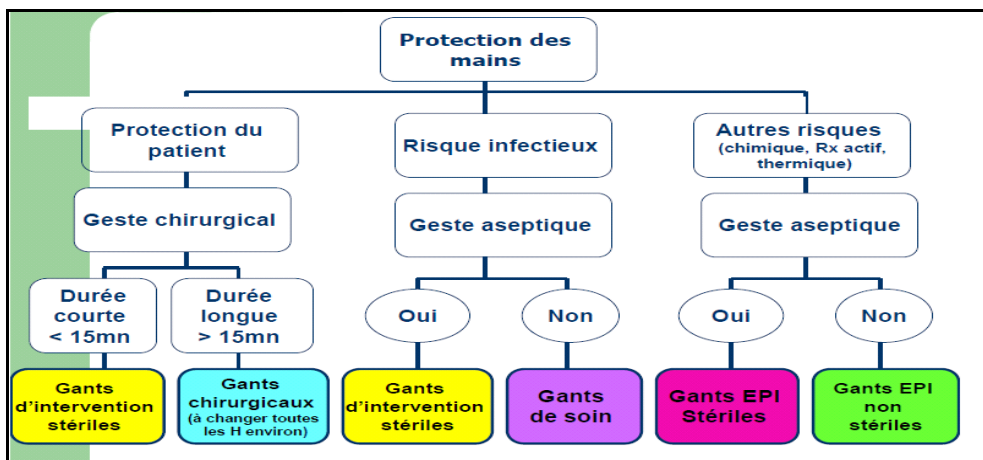 Protection des
mains
Protection du
patient
Risque infectieux
Autres risques
(chimique, Rx actif,
thermique)
Geste chirurgical
Geste aseptique
Geste aseptique
Durée
courte
< 15mn
Durée
longue
> 15mn
Oui
Non
Oui
Non
Gants
d'intervention
stériles
Gants
chirurgicaux
(à changer toutes
les H environ)
Gants
d'intervention
stériles
Gants
de soin
Gants EPI
Stériles
Gants EPI
non
stériles